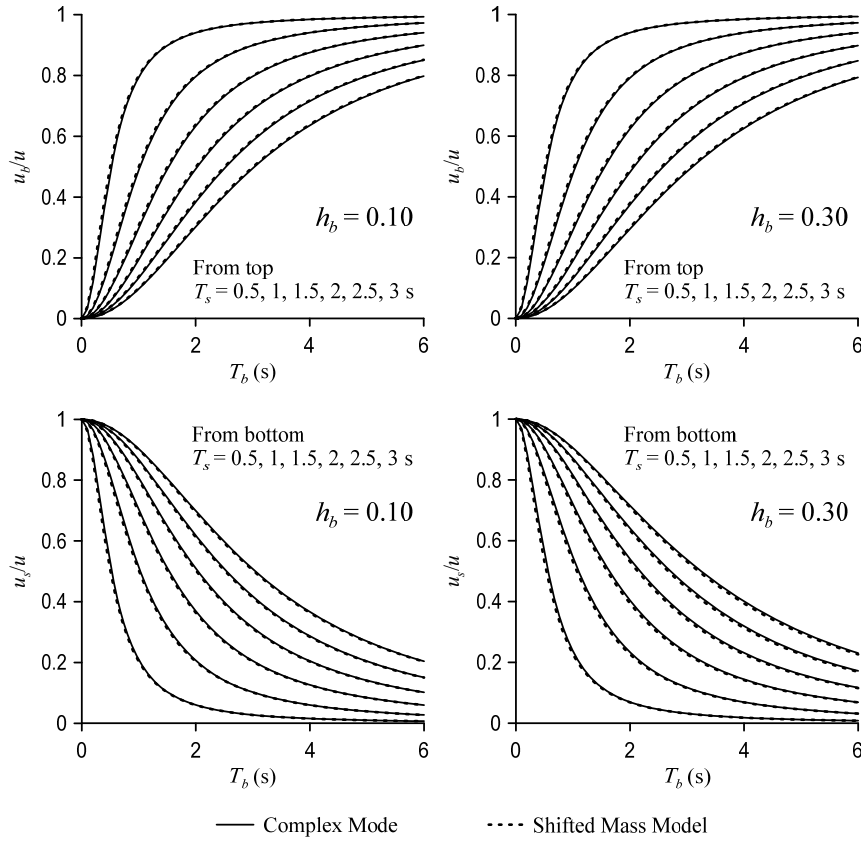 1
0.8
0.6
0.4
0.2
0
u_b/u
h_b = 0.10
From top
T_s = 0.5, 1, 1.5, 2, 2.5, 3 s
0 2 4 6
T_b (s)
1
0.8
0.6
0.4
0.2
0
u_b/u
h_b = 0.30
From top
T_s = 0.5, 1, 1.5, 2, 2.5, 3 s
0 2 4 6
T_b (s)
1
0.8
0.6
0.4
0.2
0
u_s/u
From bottom
T_s = 0.5, 1, 1.5, 2, 2.5, 3 s
h_b = 0.10
0 2 4 6
T_b (s)
1
0.8
0.6
0.4
0.2
0
u_s/u
From bottom
T_s = 0.5, 1, 1.5, 2, 2.5, 3 s
h_b = 0.30
0 2 4 6
T_b (s)
Complex Mode
Shifted Mass Model